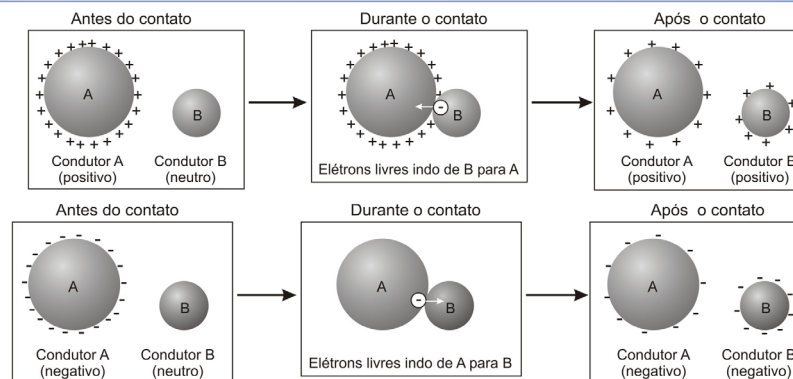 Antes do contato
Durante o contato
Após o contato
A
B
Condutor A
(positivo)
Condutor B
(neutro)
A
B
Elétrons livres indo de B para A
A
B
Condutor A
(positivo)
Condutor B
(positivo)
Antes do contato
Durante o contato
Após o contato
A
B
Condutor A
(negativo)
Condutor B
(neutro)
A
B
Elétrons livres indo de A para B
A
B
Condutor A
(negativo)
Condutor B
(negativo)